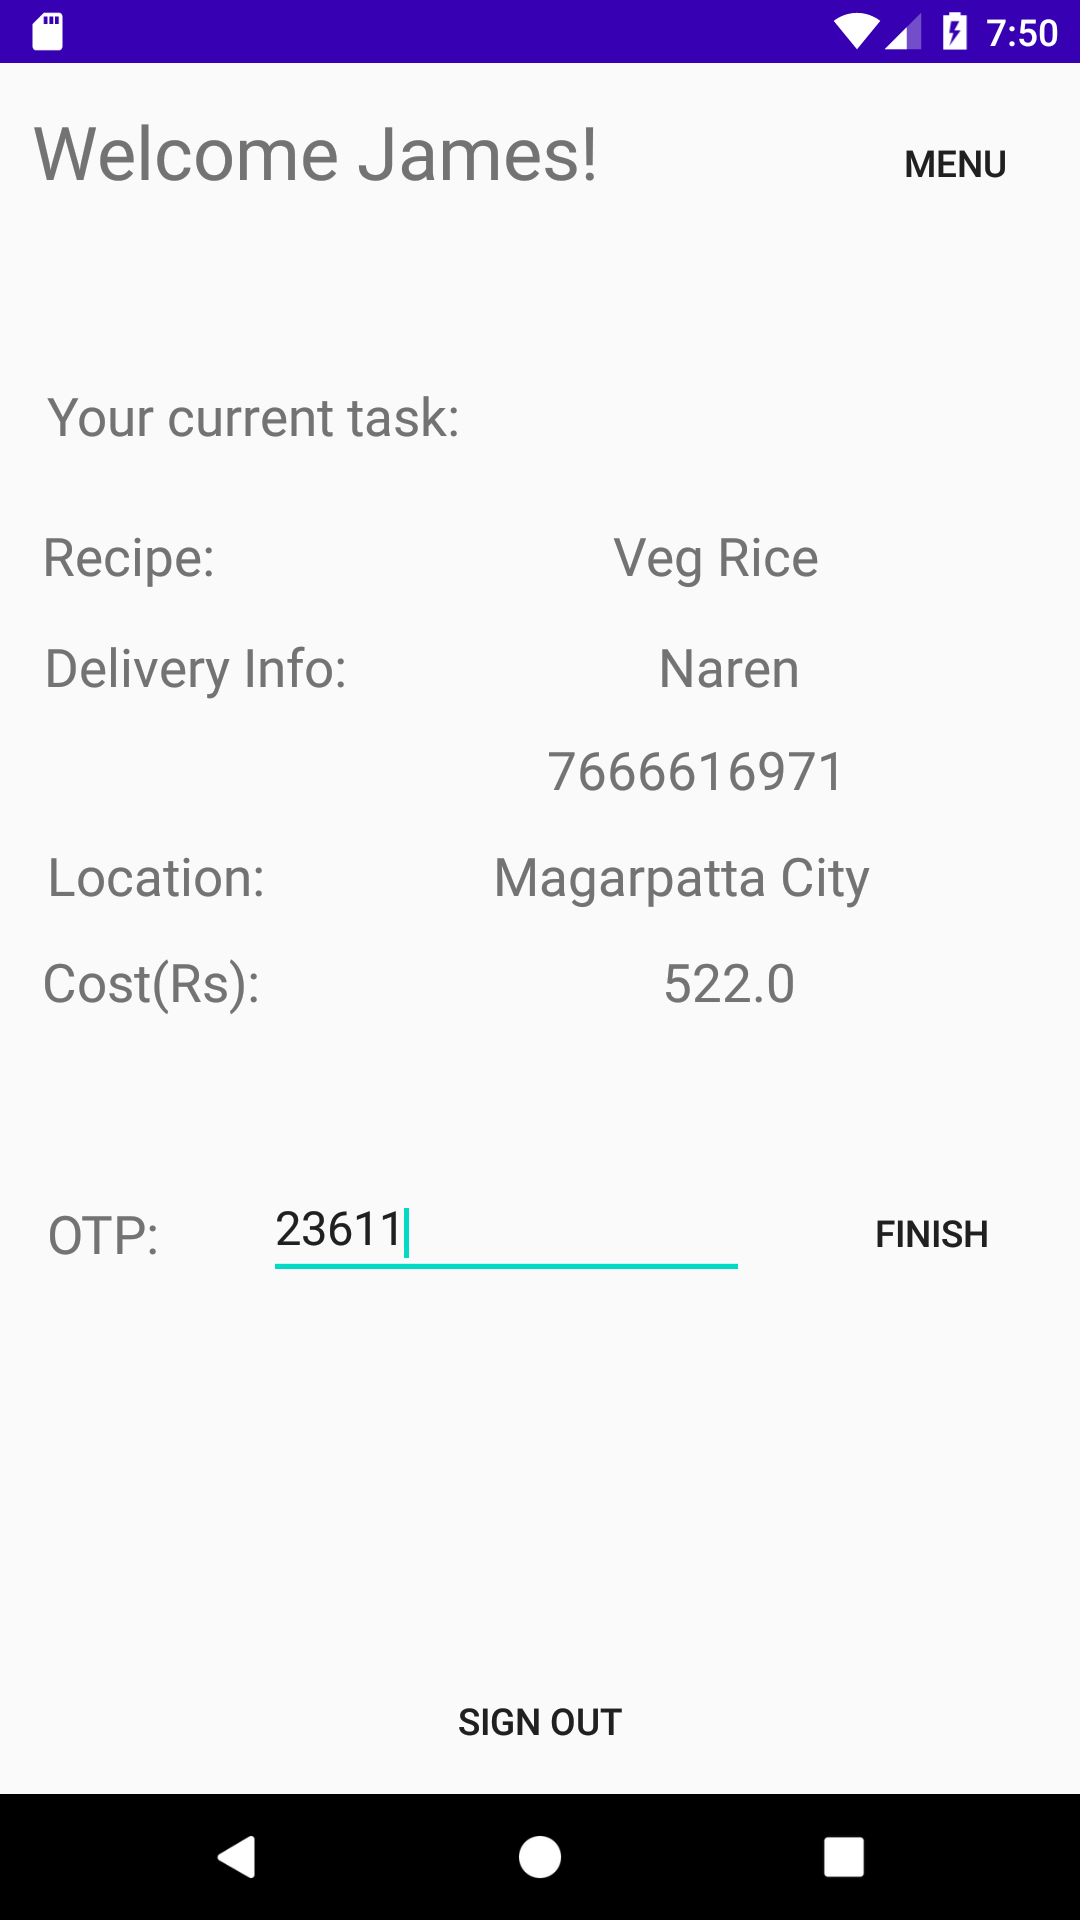 7:50
Welcome James!
MENU
Your current task:
Recipe: Veg Rice
Delivery Info: Naren
7666616971
Location: Magarpatta City
Cost(Rs): 522.0
OTP: 23611 FINISH
SIGN OUT